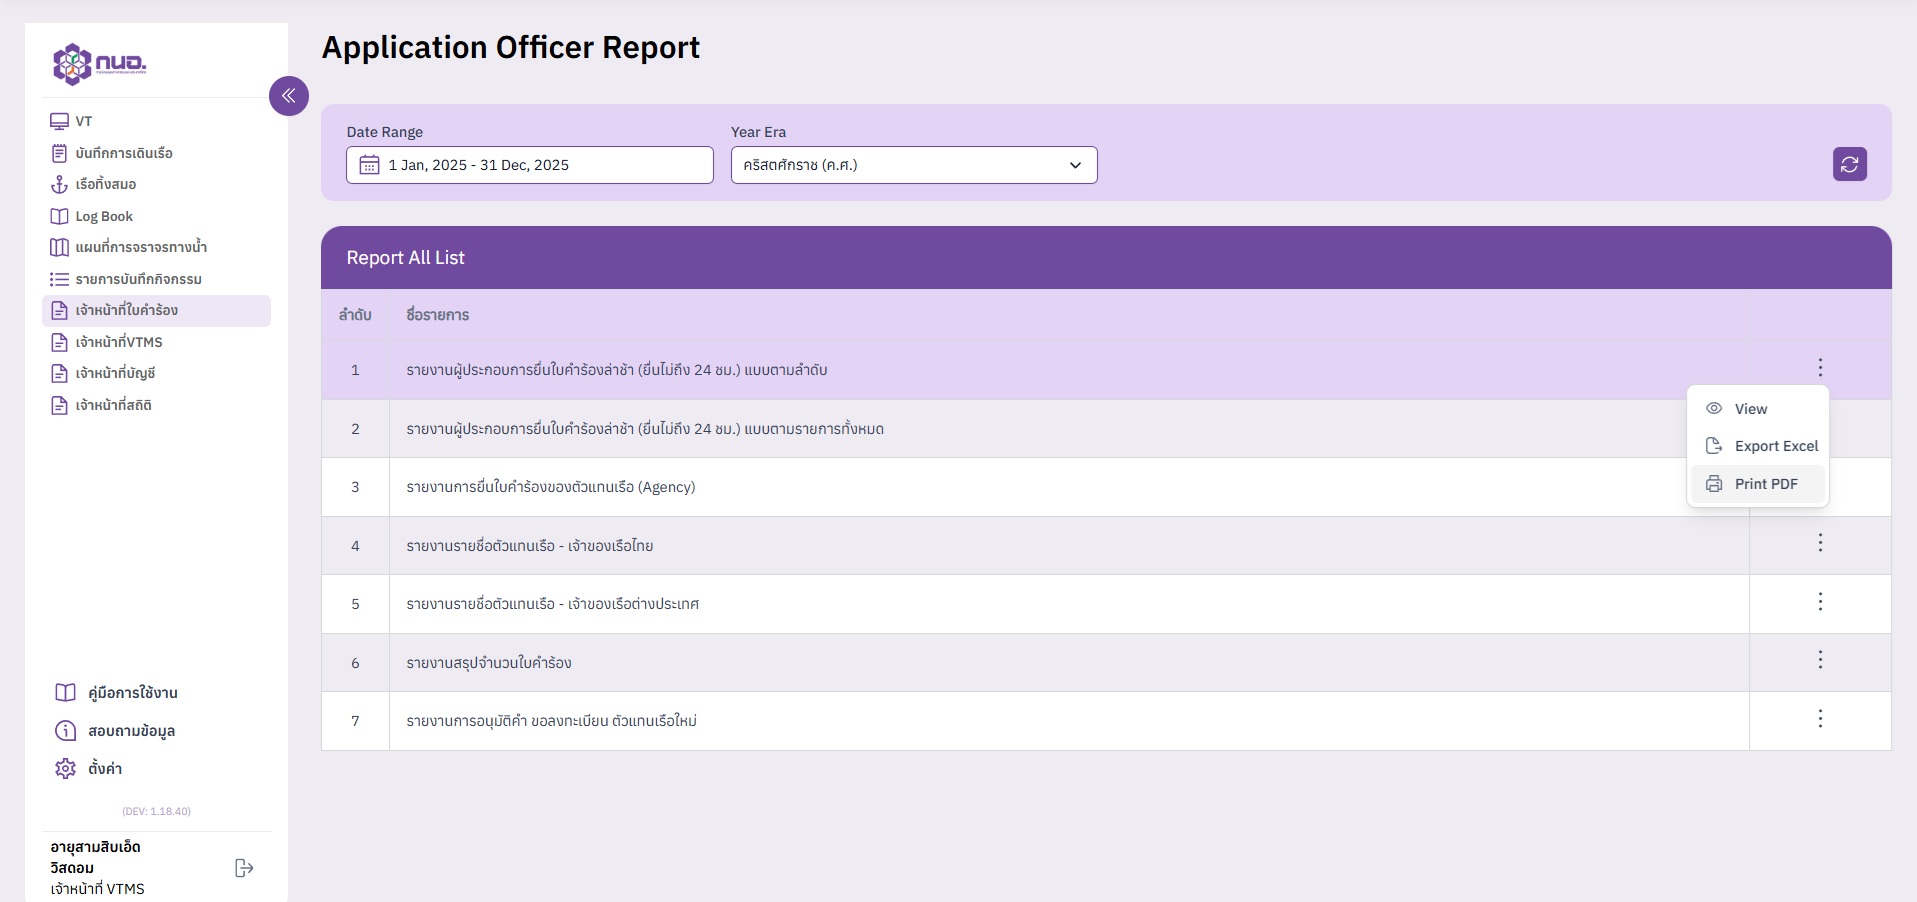 กนอ.
VT
บันทึกการเดินเรือ
เรือทิ้งสมอ
Log Book
แผนที่การจราจรทางน้ำ
รายการบันทึกกิจกรรม
เจ้าหน้าที่ใบคำร้อง
เจ้าหน้าที่VTMS
เจ้าหน้าที่บัญชี
เจ้าหน้าที่สถิติ
คู่มือการใช้งาน
สอบถามข้อมูล
ตั้งค่า
(DEV: 1.18.40)
อายุสามสิบเอ็ด
วิสดอม
เจ้าหน้าที่ VTMS
Application Officer Report
Date Range
1 Jan, 2025 - 31 Dec, 2025
Year Era
คริสตศักราช (ค.ศ.)
Report All List
ลำดับ ชื่อรายการ
1 รายงานผู้ประกอบการยื่นใบคำร้องล่าช้า (ยื่นไม่ถึง 24 ชม.) แบบตามลำดับ
2 รายงานผู้ประกอบการยื่นใบคำร้องล่าช้า (ยื่นไม่ถึง 24 ชม.) แบบตามรายการทั้งหมด
3 รายงานการยื่นใบคำร้องของตัวแทนเรือ (Agency)
4 รายงานรายชื่อตัวแทนเรือ - เจ้าของเรือไทย
5 รายงานรายชื่อตัวแทนเรือ - เจ้าของเรือต่างประเทศ
6 รายงานสรุปจำนวนใบคำร้อง
7 รายงานการอนุมัติคำ ขอลงทะเบียน ตัวแทนเรือใหม่
View
Export Excel
Print PDF